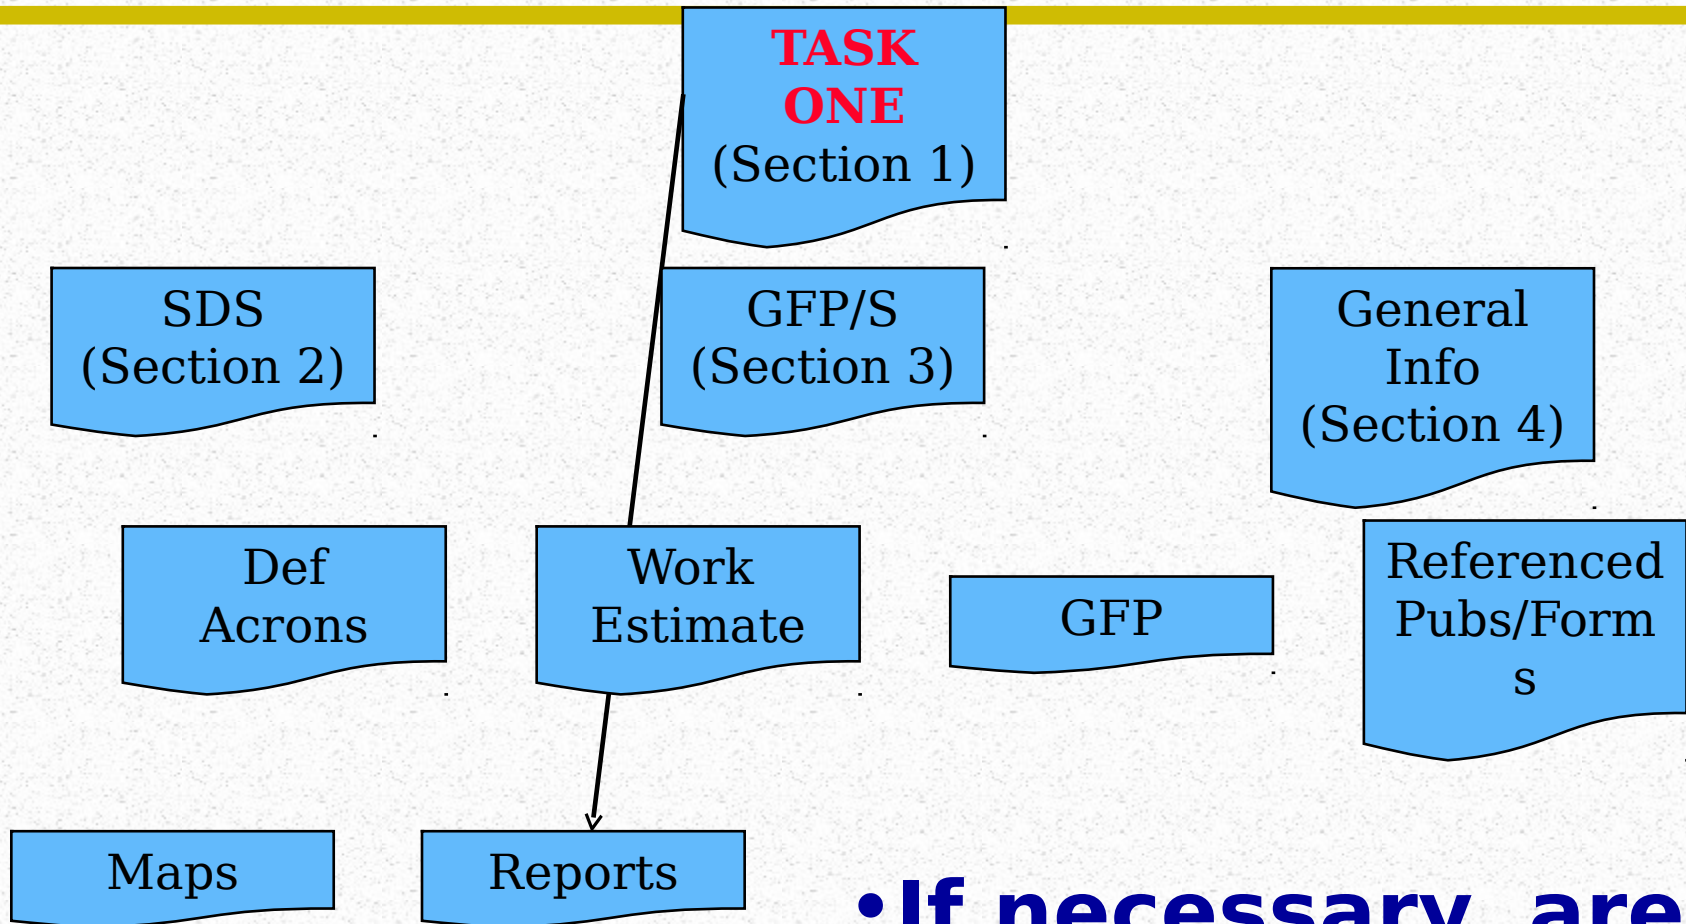 TASK
ONE
(Section 1)
SDS
(Section 2)
GFP/S
(Section 3)
General
Info
(Section 4)
Def
Acrons
Work
Estimate
GFP
Referenced
Pubs/Form
s
Maps
Reports
•If necessary, are